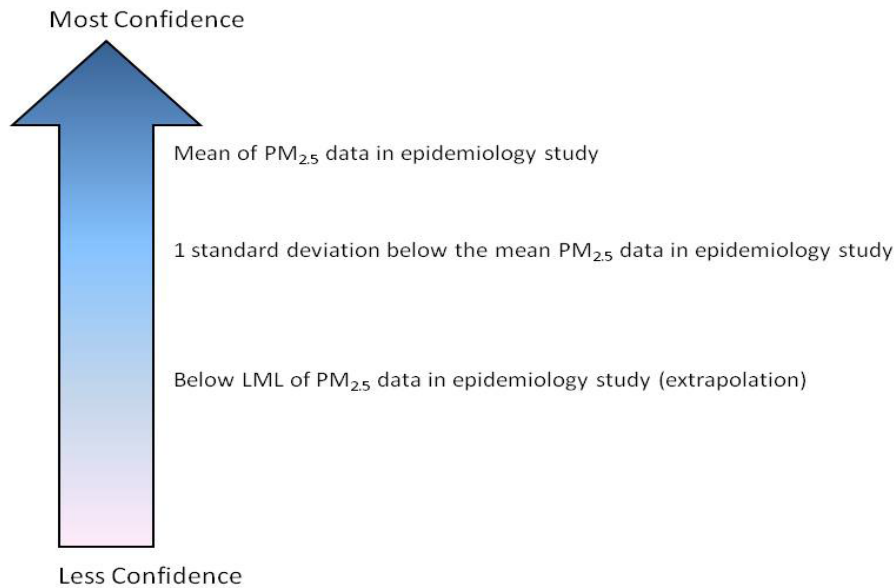 Most Confidence
Mean of PM₂.₅ data in epidemiology study
1 standard deviation below the mean PM₂.₅ data in epidemiology study
Below LML of PM₂.₅ data in epidemiology study (extrapolation)
Less Confidence